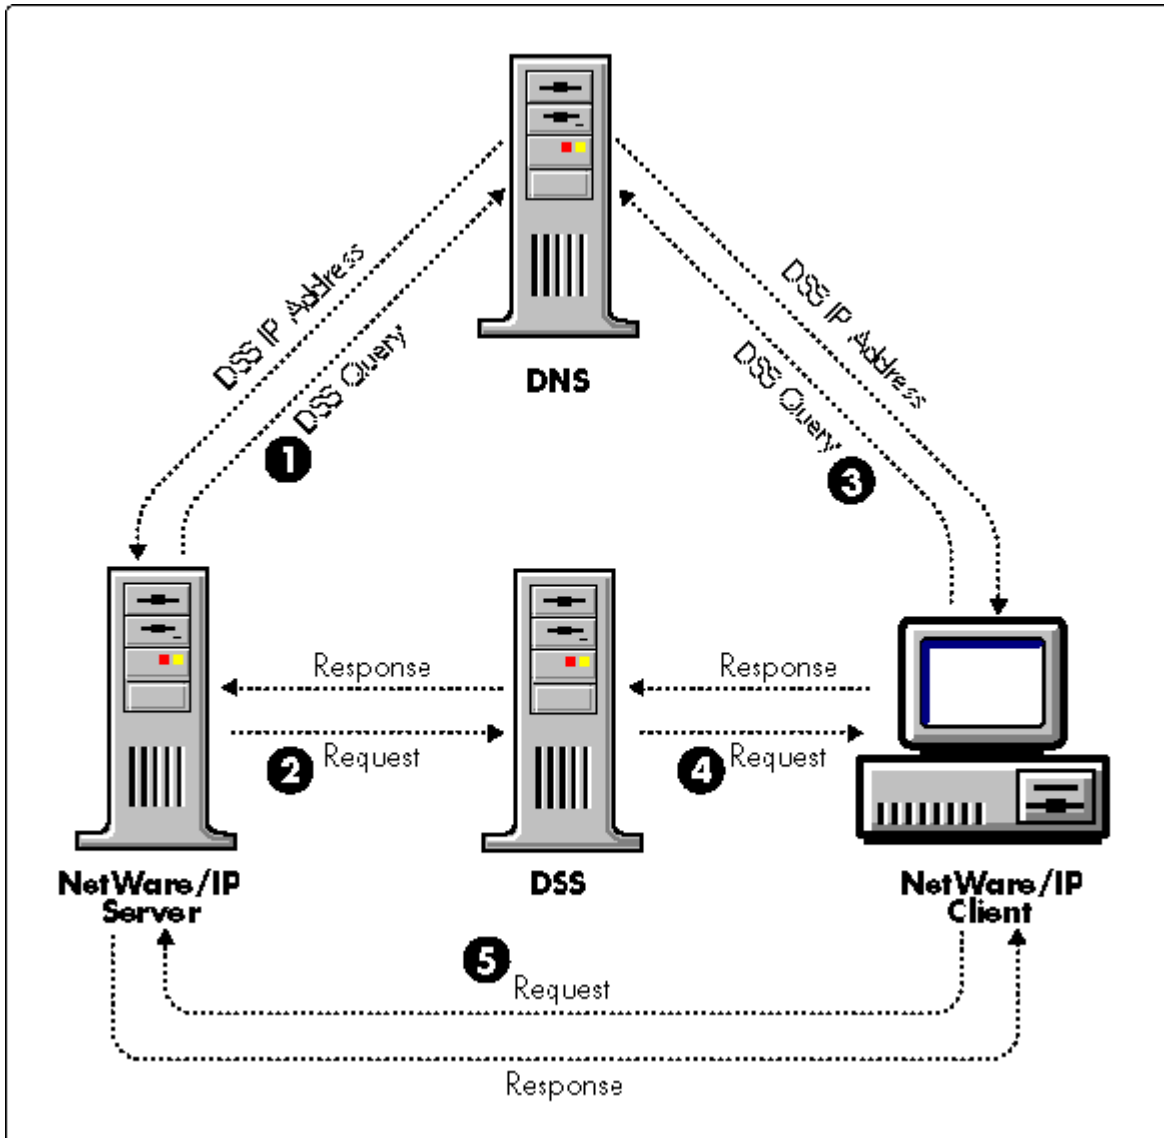 DNS
DSS IP Address
DSS Query
1
DSS IP Address
DSS Query
3
Response
Request
2
Response
Request
4
NetWare/IP
Server
DSS
NetWare/IP
Client
5
Request
Response